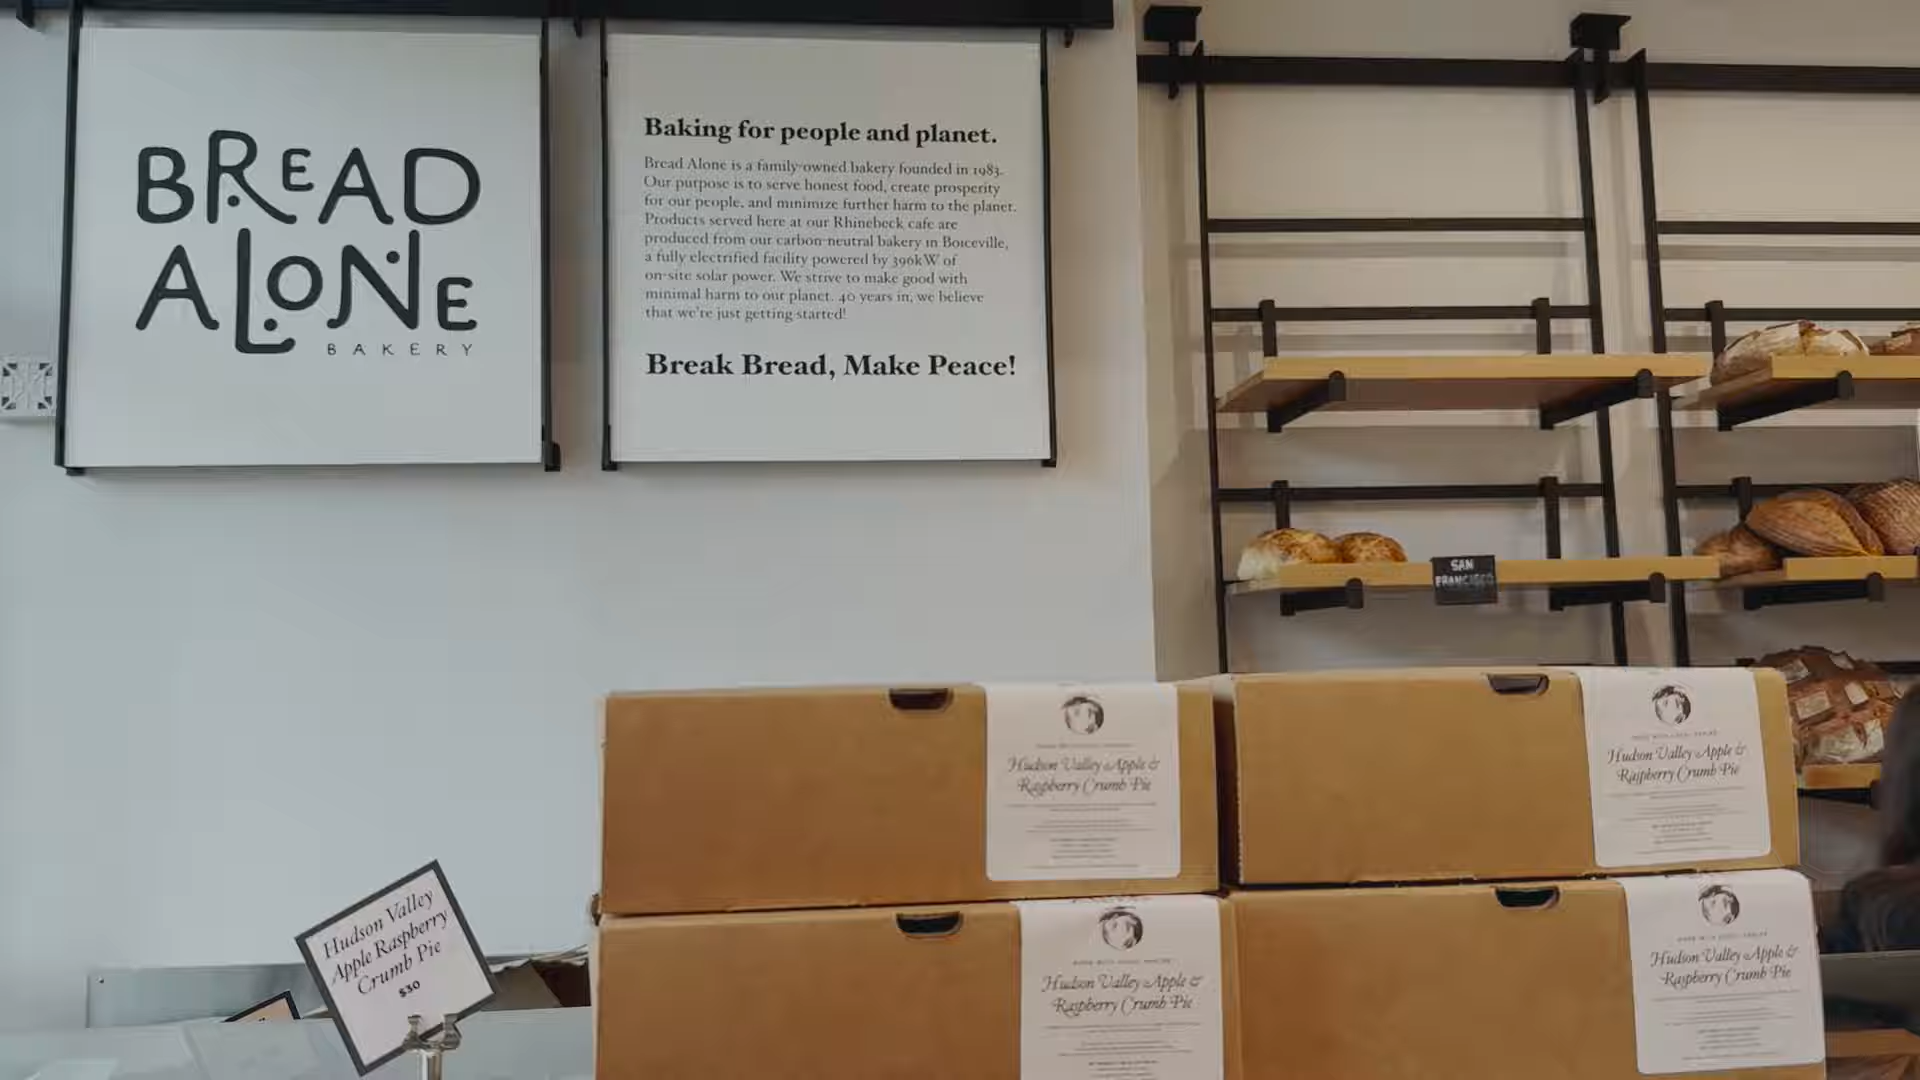 BREAD
ALONE
BAKERY
Baking for people and planet.
Bread Alone is a family-owned bakery founded in 1983.
Our purpose is to serve honest food, create prosperity
for our people, and minimize further harm to the planet.
Products served here at our Rhinebeck cafe are
produced from our carbon-neutral bakery in Boiceville,
a fully electrified facility powered by 396kW of
on-site solar power. We strive to make good with
minimal harm to our planet. 40 years in, we believe
that we're just getting started!
Break Bread, Make Peace!
SAN
FRANCISCO
Hudson Valley Apple &
Raspberry Crumb Pie
Hudson Valley Apple &
Raspberry Crumb Pie
Hudson Valley
Apple Raspberry
Crumb Pie
$30
Hudson Valley Apple &
Raspberry Crumb Pie
Hudson Valley Apple &
Raspberry Crumb Pie